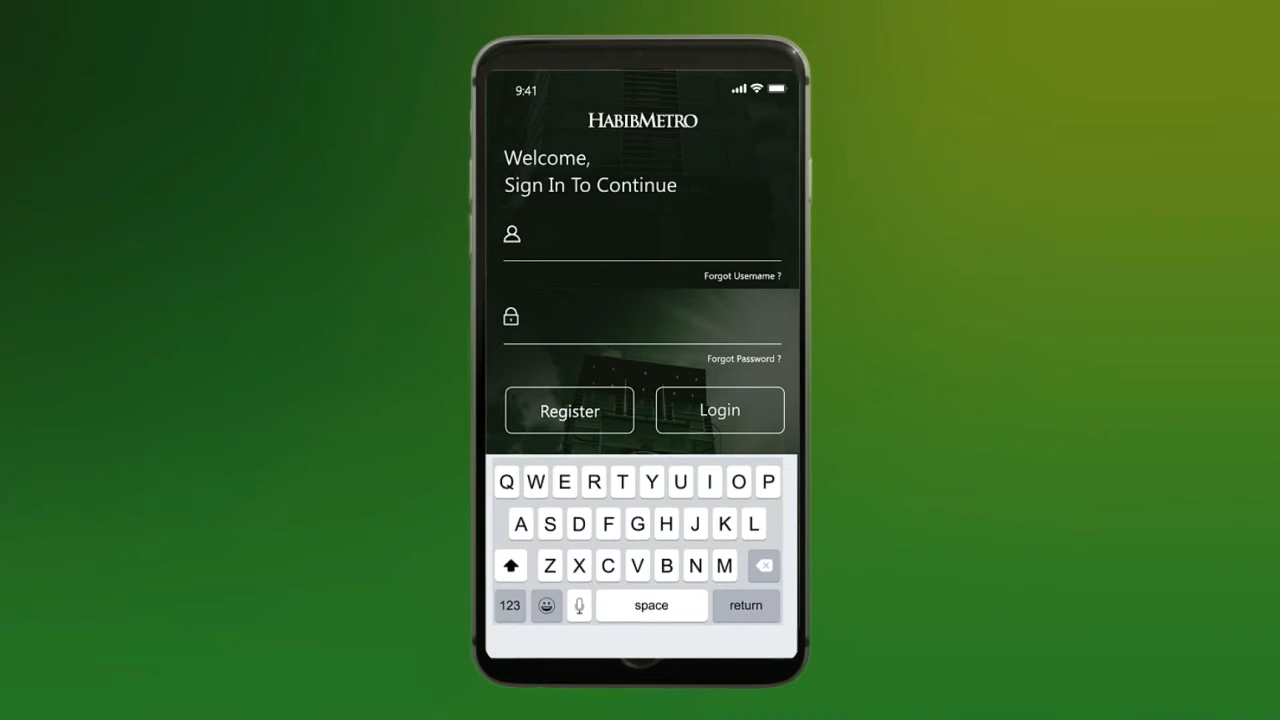 9:41
HABIBMETRO
Welcome,
Sign In To Continue
Forgot Username ?
Forgot Password ?
Register Login
Q W E R T Y U I O P
A S D F G H J K L
Z X C V B N M
123 space return